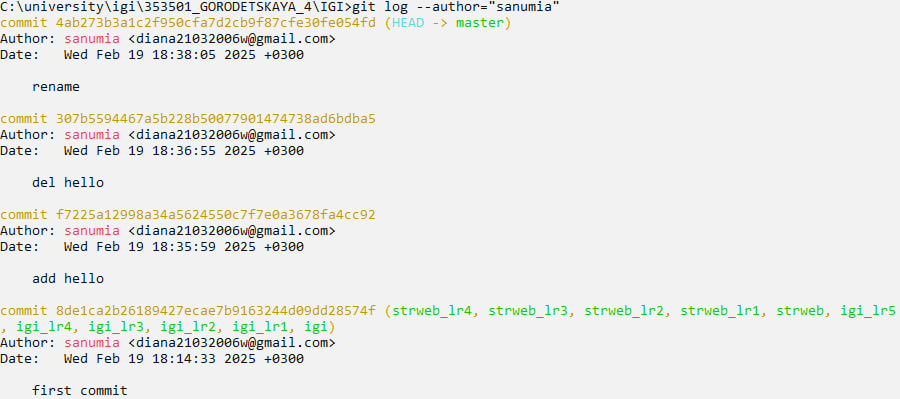 C:\university\igi\353501_GORODETSKAYA_4\IGI>git log --author="sanumia"
commit 4ab273b3a1c2f950cfa7d2cb9f87cfe30fe054fd (HEAD -> master)
Author: sanumia <diana21032006w@gmail.com>
Date:   Wed Feb 19 18:38:05 2025 +0300
    rename
commit 307b5594467a5b228b50077901474738ad6bdba5
Author: sanumia <diana21032006w@gmail.com>
Date:   Wed Feb 19 18:36:55 2025 +0300
    del hello
commit f7225a12998a34a5624550c7f7e0a3678fa4cc92
Author: sanumia <diana21032006w@gmail.com>
Date:   Wed Feb 19 18:35:59 2025 +0300
    add hello
commit 8de1ca2b26189427ecae7b9163244d09dd28574f (strweb_lr4, strweb_lr3, strweb_lr2, strweb_lr1, strweb, igi_lr5
, igi_lr4, igi_lr3, igi_lr2, igi_lr1, igi)
Author: sanumia <diana21032006w@gmail.com>
Date:   Wed Feb 19 18:14:33 2025 +0300
    first commit